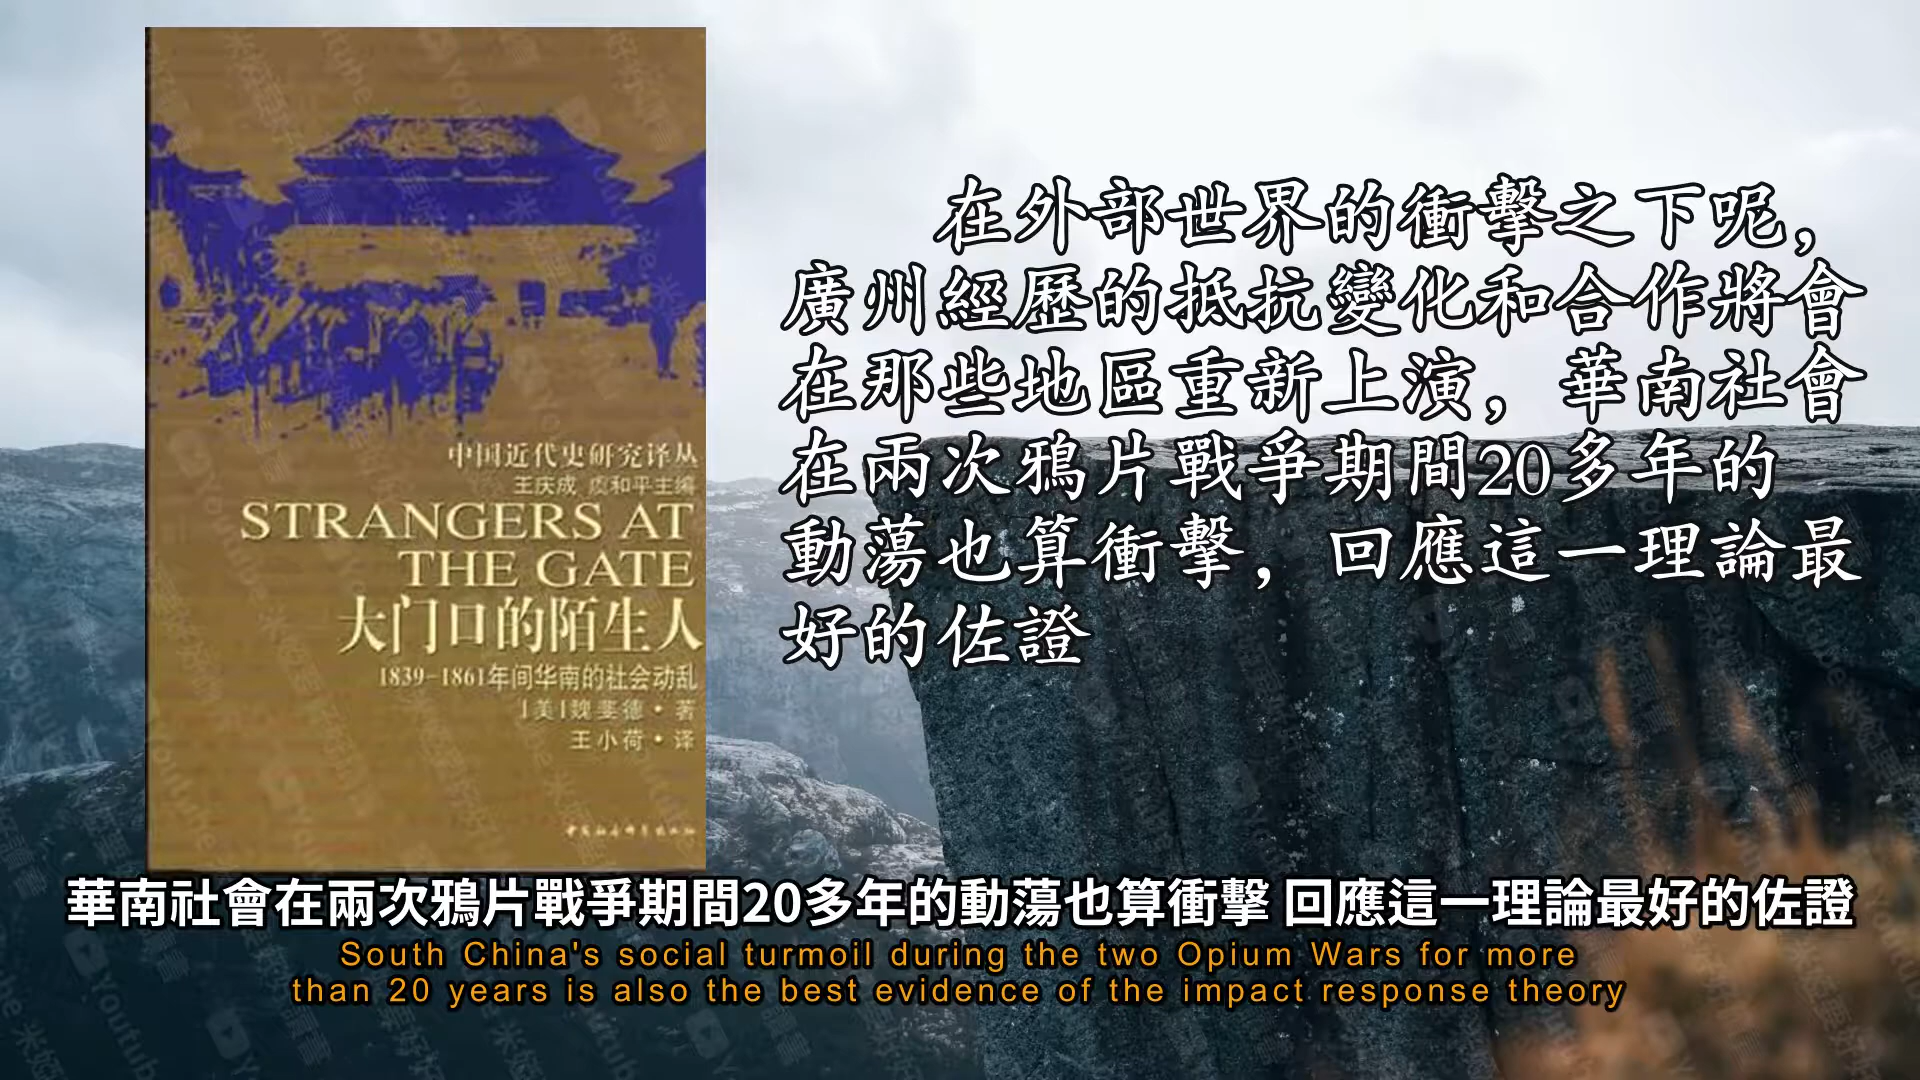 中国近代史研究译丛
王庆成 虞和平主编
STRANGERS AT
THE GATE
大门口的陌生人
1839-1861年间华南的社会动乱
[美]魏斐德·著
王小荷·译
中国社会科学出版社
在外部世界的衝擊之下呢，
廣州經歷的抵抗變化和合作將會
在那些地區重新上演，華南社會
在兩次鴉片戰爭期間20多年的
動蕩也算衝擊，回應這一理論最
好的佐證
華南社會在兩次鴉片戰爭期間20多年的動蕩也算衝擊 回應這一理論最好的佐證
South China's social turmoil during the two Opium Wars for more
than 20 years is also the best evidence of the impact response theory